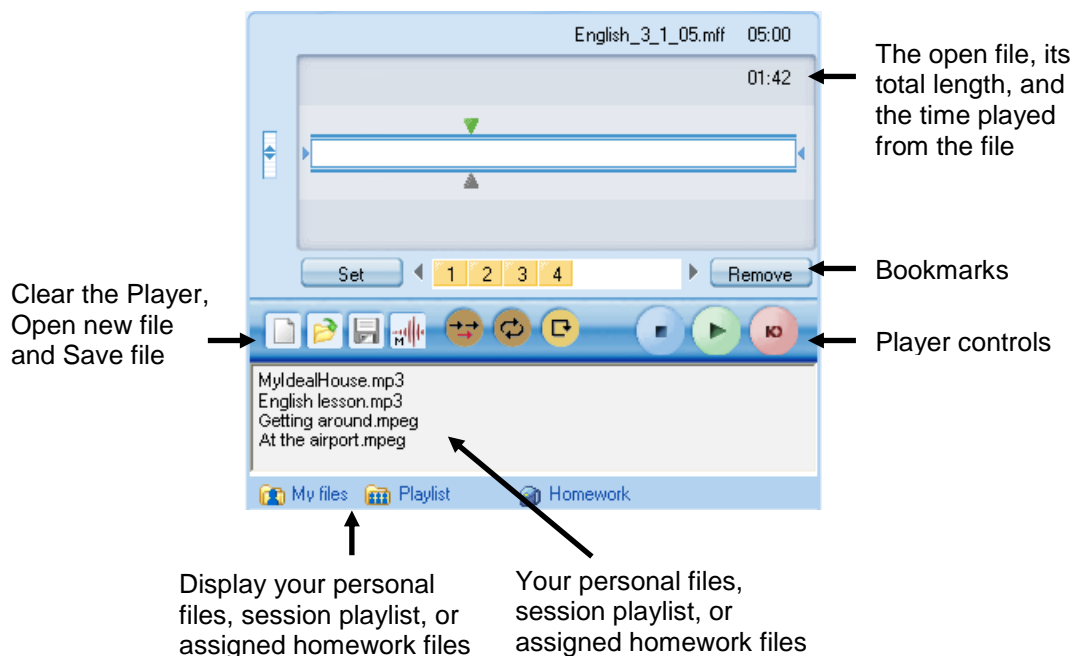 English_3_1_05.mff 05:00
01:42
The open file, its
total length, and
the time played
from the file
Set 1 2 3 4 Remove
Bookmarks
Clear the Player,
Open new file
and Save file
M
Player controls
MyIdealHouse.mp3
English lesson.mp3
Getting around.mpeg
At the airport.mpeg
My files Playlist Homework
Display your personal
files, session playlist, or
assigned homework files
Your personal files,
session playlist, or
assigned homework files